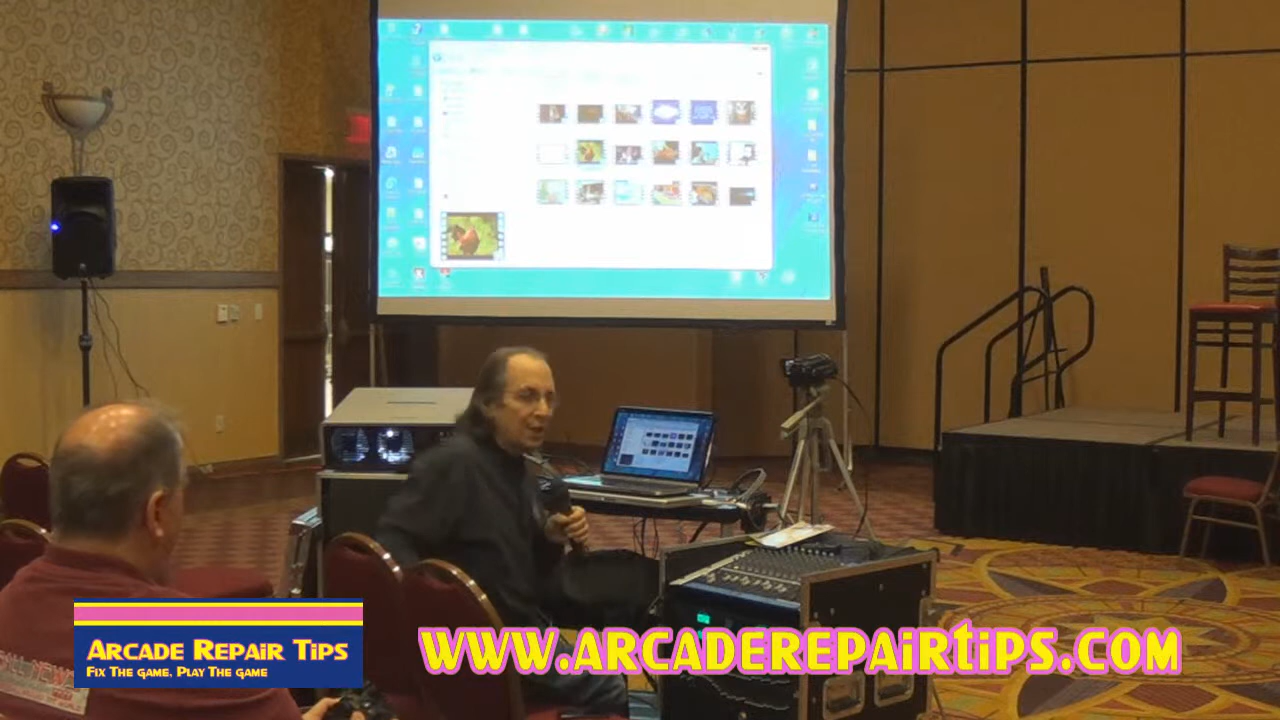 ARCADE REPAIR TIPS
FIX THE GAME, PLAY THE GAME
www.ARCADEREPAIRTIPS.COM